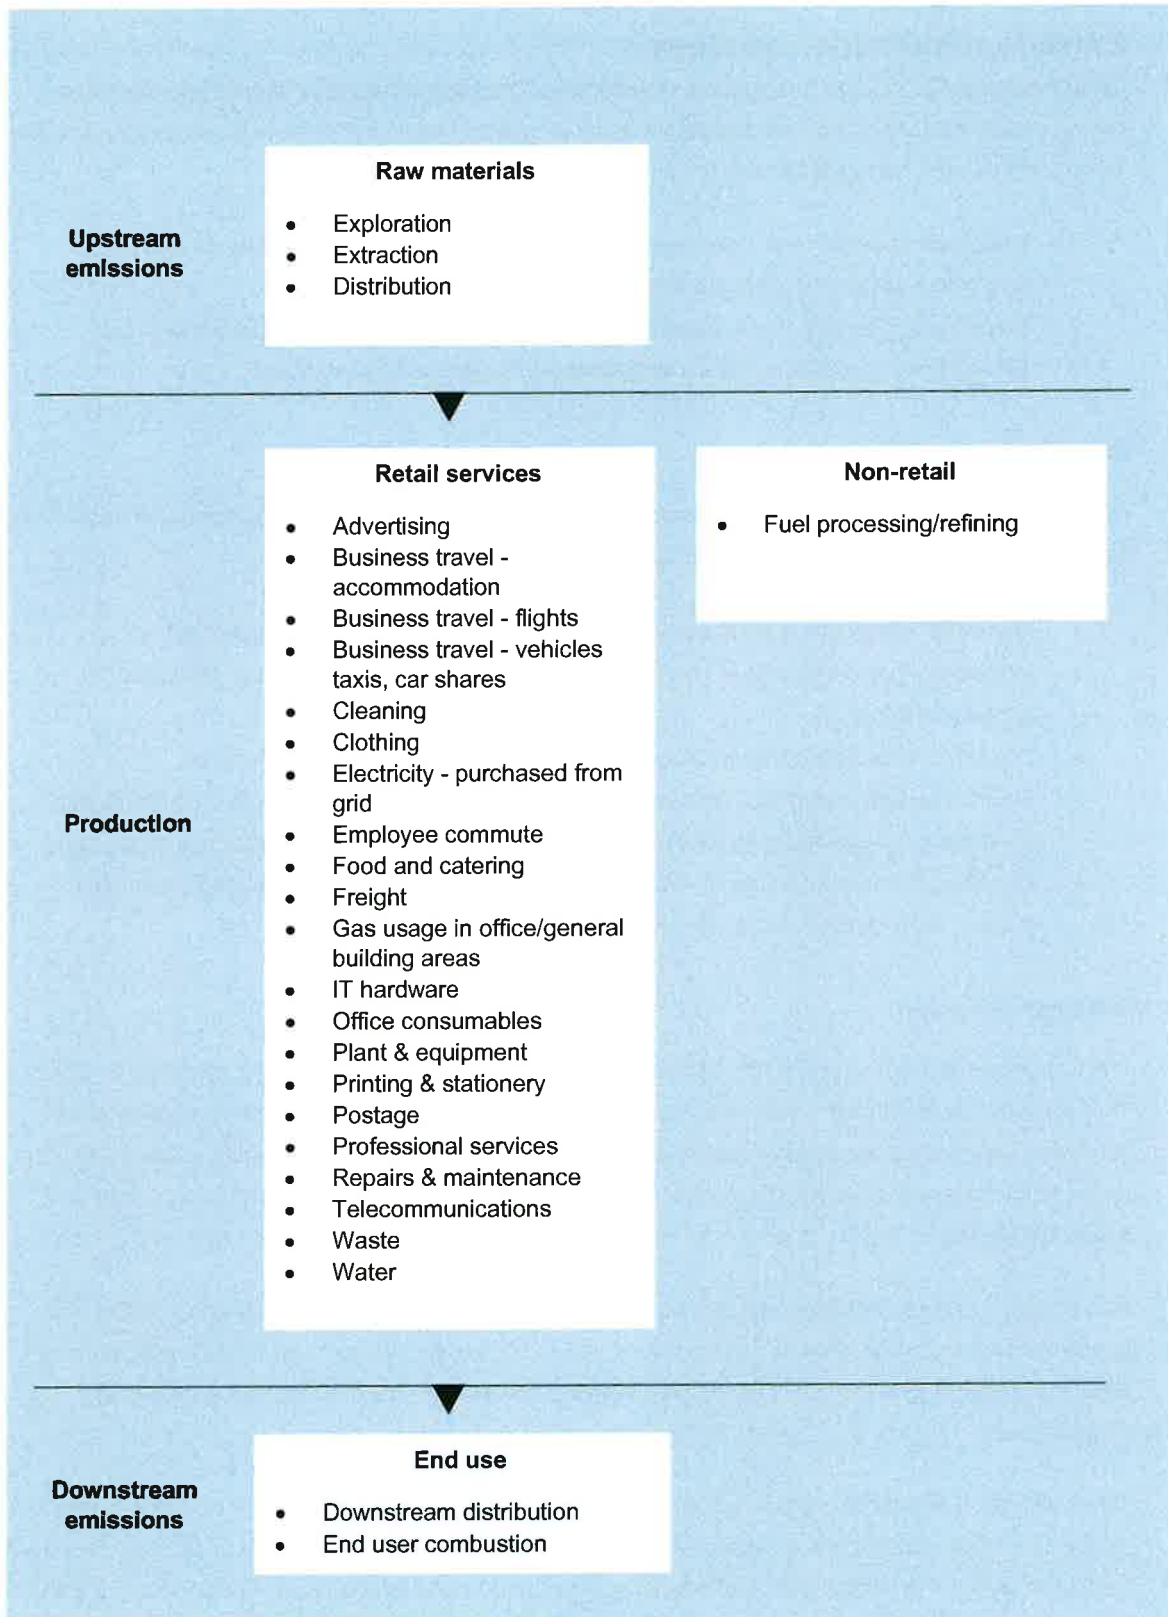 Raw materials
• Exploration
• Extraction
• Distribution
Upstream
emissions
Retail services
• Advertising
• Business travel -
accommodation
• Business travel - flights
• Business travel - vehicles
taxis, car shares
• Cleaning
• Clothing
• Electricity - purchased from
grid
• Employee commute
• Food and catering
• Freight
• Gas usage in office/general
building areas
• IT hardware
• Office consumables
• Plant & equipment
• Printing & stationery
• Postage
• Professional services
• Repairs & maintenance
• Telecommunications
• Waste
• Water
Non-retail
• Fuel processing/refining
Production
End use
• Downstream distribution
• End user combustion
Downstream
emissions